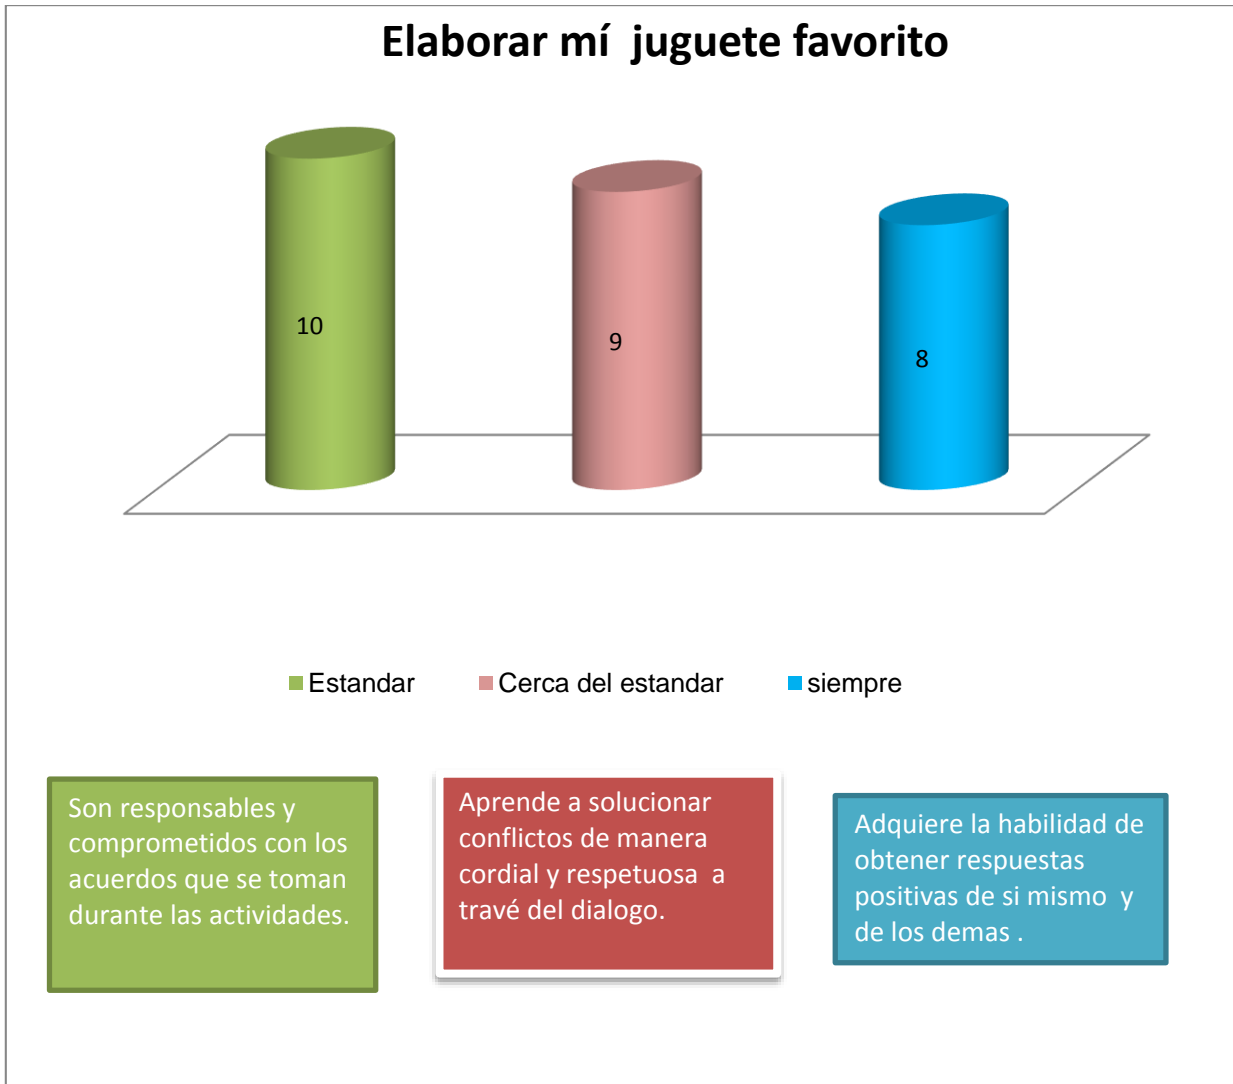 Elaborar mí  juguete favorito
10
9
8
Estandar
Cerca del estandar
siempre
Son responsables y
comprometidos con los
acuerdos que se toman
durante las actividades.
Aprende a solucionar
conflictos de manera
cordial y respetuosa  a
travé del dialogo.
Adquiere la habilidad de
obtener respuestas
positivas de si mismo  y
de los demas .